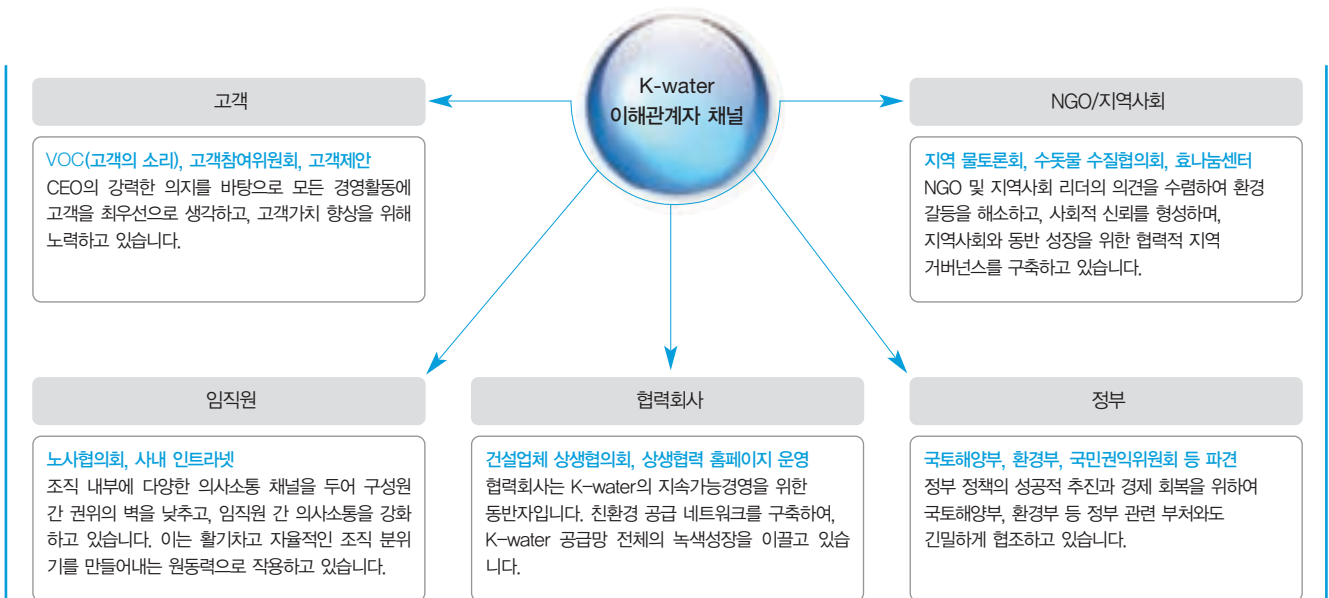 K-water
이해관계자 채널
고객
VOC(고객의 소리), 고객참여위원회, 고객제안
CEO의 강력한 의지를 바탕으로 모든 경영활동에
고객을 최우선으로 생각하고, 고객가치 향상을 위해
노력하고 있습니다.
NGO/지역사회
지역 물토론회, 수돗물 수질협의회, 효나눔센터
NGO 및 지역사회 리더의 의견을 수렴하여 환경
갈등을 해소하고, 사회적 신뢰를 형성하며,
지역사회와 동반 성장을 위한 협력적 지역
거버넌스를 구축하고 있습니다.
임직원
노사협의회, 사내 인트라넷
조직 내부에 다양한 의사소통 채널을 두어 구성원
간 권위의 벽을 낮추고, 임직원 간 의사소통을 강화
하고 있습니다. 이는 활기차고 자율적인 조직 분위
기를 만들어내는 원동력으로 작용하고 있습니다.
협력회사
건설업체 상생협의회, 상생협력 홈페이지 운영
협력회사는 K-water의 지속가능경영을 위한
동반자입니다. 친환경 공급 네트워크를 구축하여,
K-water 공급망 전체의 녹색성장을 이끌고 있습
니다.
정부
국토해양부, 환경부, 국민권익위원회 등 파견
정부 정책의 성공적 추진과 경제 회복을 위하여
국토해양부, 환경부 등 정부 관련 부처와도
긴밀하게 협조하고 있습니다.